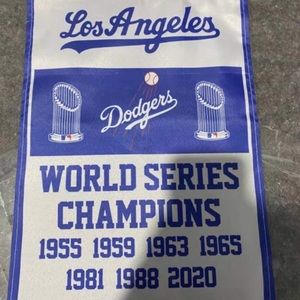 Los Angeles
Dodgers
WORLD SERIES
CHAMPIONS
1955 1959 1963 1965
1981 1988 2020